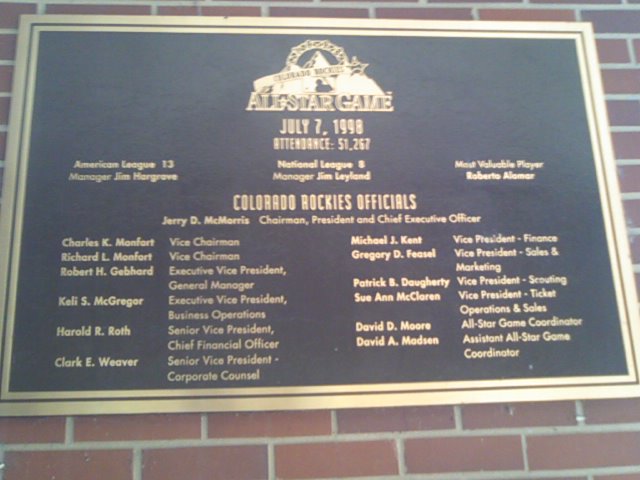 COLORADO ROCKIES
ALL-STAR GAME
JULY 7, 1998
ATTENDANCE: 51,267
American League 13 National League 8 Most Valuable Player
Manager Jim Hargrave Manager Jim Leyland Roberto Alomar
COLORADO ROCKIES OFFICIALS
Jerry D. McMorris Chairman, President and Chief Executive Officer
Charles K. Monfort Vice Chairman
Richard L. Monfort Vice Chairman
Robert H. Gebhard Executive Vice President,
General Manager
Keli S. McGregor Executive Vice President,
Business Operations
Harold R. Roth Senior Vice President,
Chief Financial Officer
Clark E. Weaver Senior Vice President -
Corporate Counsel
Michael J. Kent Vice President - Finance
Gregory D. Feasel Vice President - Sales &
Marketing
Patrick B. Daugherty Vice President - Scouting
Sue Ann McClaren Vice President - Ticket
Operations & Sales
David D. Moore All-Star Game Coordinator
David A. Madsen Assistant All-Star Game
Coordinator